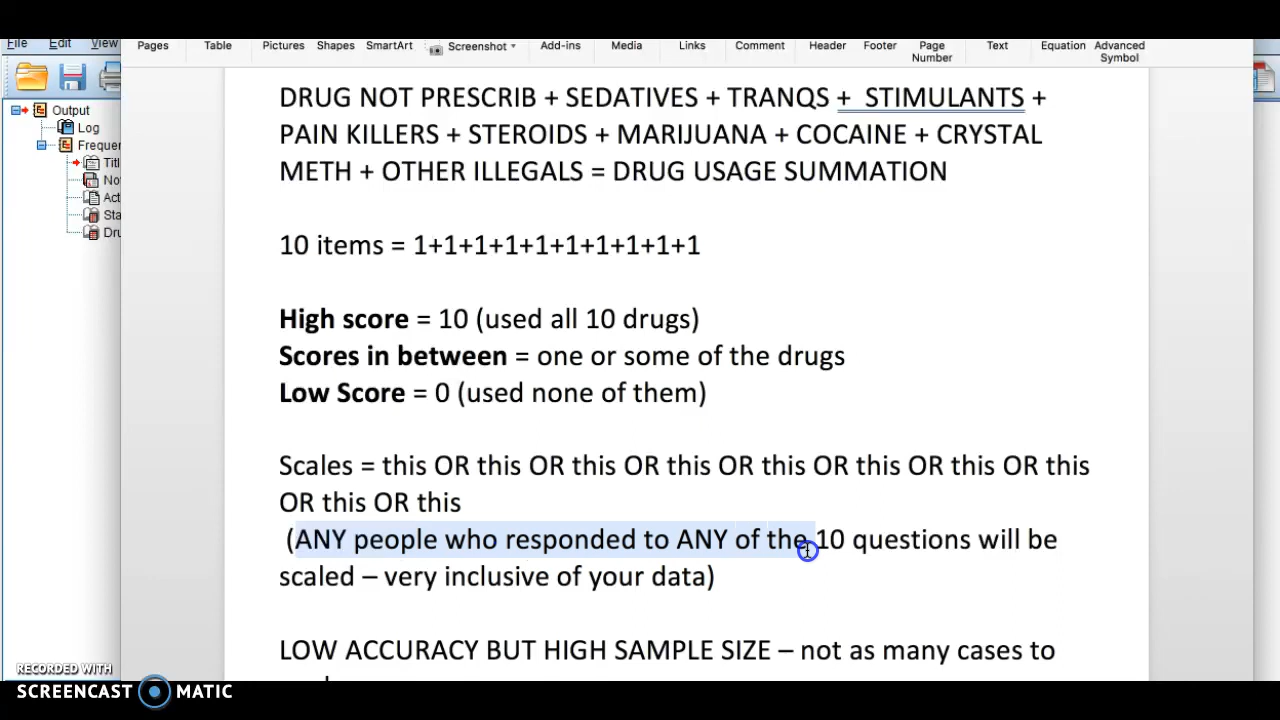 File Edit View
Pages Table Pictures Shapes SmartArt Screenshot Add-ins Media Links Comment Header Footer Page Number Text Equation Advanced Symbol
Output
Log
Frequen
Titl
Not
Act
Sta
Dru
DRUG NOT PRESCRIB + SEDATIVES + TRANQS + STIMULANTS +
PAIN KILLERS + STEROIDS + MARIJUANA + COCAINE + CRYSTAL
METH + OTHER ILLEGALS = DRUG USAGE SUMMATION
10 items = 1+1+1+1+1+1+1+1+1+1
High score = 10 (used all 10 drugs)
Scores in between = one or some of the drugs
Low Score = 0 (used none of them)
Scales = this OR this OR this OR this OR this OR this OR this OR this
OR this OR this
(ANY people who responded to ANY of the 10 questions will be
scaled – very inclusive of your data)
LOW ACCURACY BUT HIGH SAMPLE SIZE – not as many cases to
RECORDED WITH
SCREENCAST MATIC